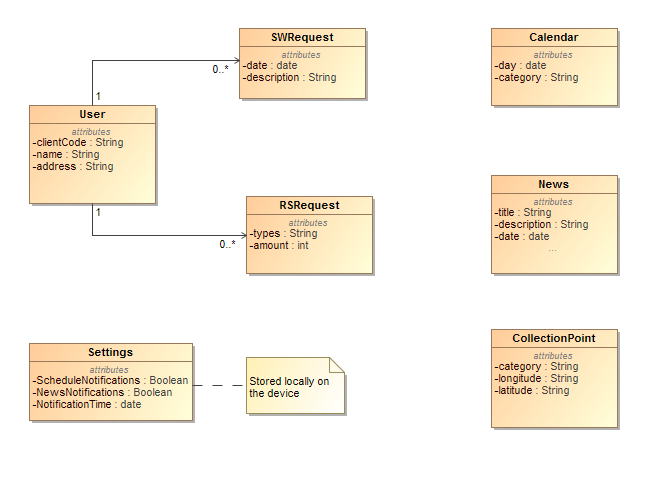 SWRequest
attributes
-date : date
-description : String
Calendar
attributes
-day : date
-category : String
0..*
1
User
attributes
-clientCode : String
-name : String
-address : String
1
0..*
RSRequest
attributes
-types : String
-amount : int
News
attributes
-title : String
-description : String
-date : date
...
Settings
attributes
-ScheduleNotifications : Boolean
-NewsNotifications : Boolean
-NotificationTime : date
Stored locally on
the device
CollectionPoint
attributes
-category : String
-longitude : String
-latitude : String